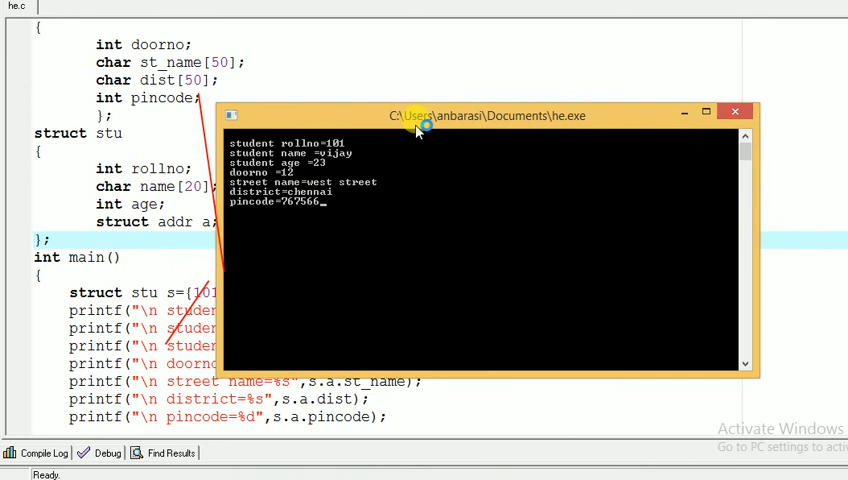 he.c
{
int doorno;
char st_name[50];
char dist[50];
int pincode;
};
struct stu
{
int rollno;
char name[20];
int age;
struct addr a;
};
int main()
{
struct stu s={101
printf("\n studen
printf("\n studen
printf("\n studen
printf("\n doorno
printf("\n street name=%s",s.a.st_name);
printf("\n district=%s",s.a.dist);
printf("\n pincode=%d",s.a.pincode);
C:\Users\anbarasi\Documents\he.exe
student rollno=101
student name =vijay
student age =23
doorno =12
street name=west street
district=chennai
pincode=767566_
Activate Windows
Go to PC settings to acti
Compile Log
Debug
Find Results
Ready.